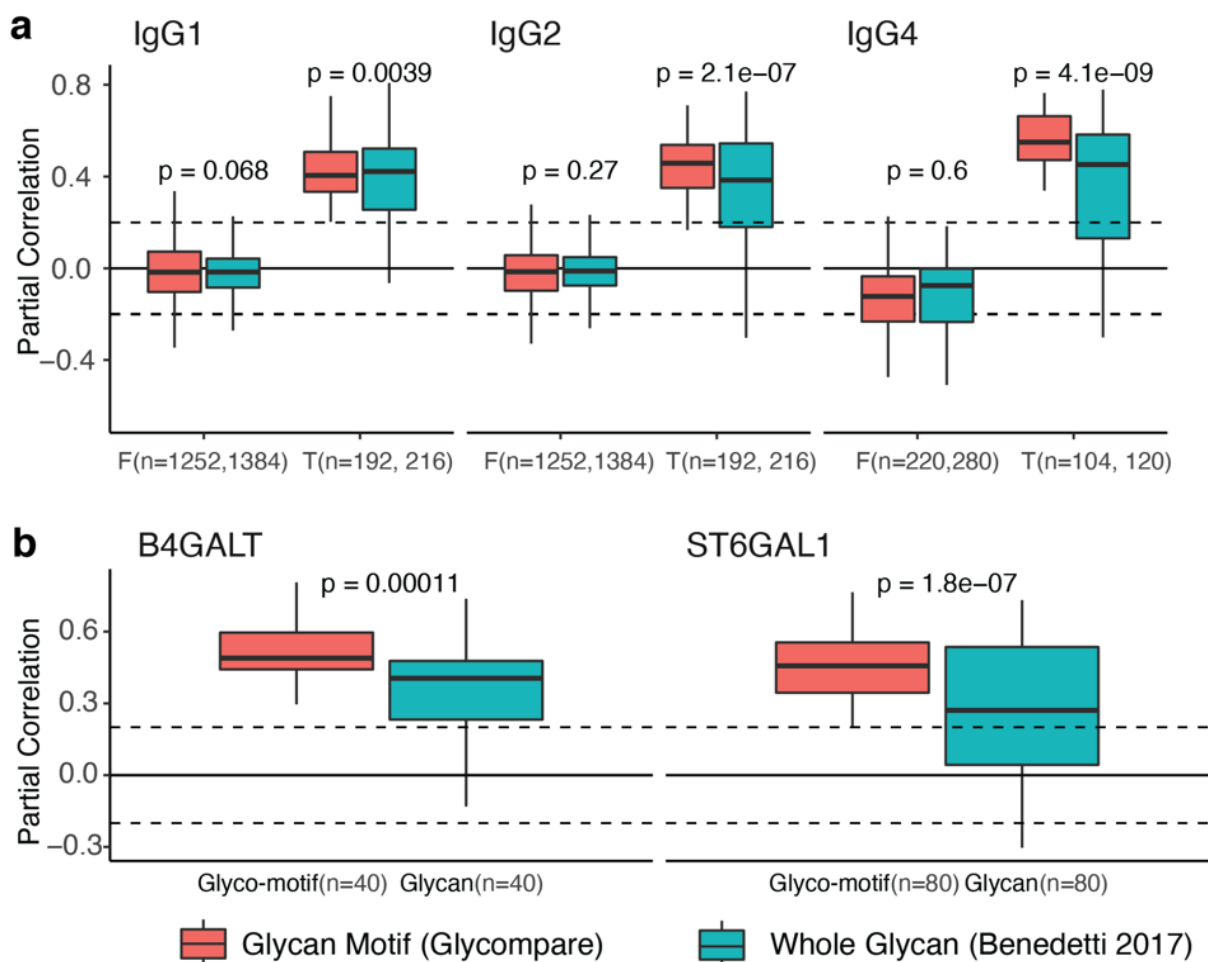 a
IgG1 IgG2 IgG4
p = 0.0039 p = 2.1e−07 p = 4.1e−09
p = 0.068 p = 0.27 p = 0.6
Partial Correlation
0.8
0.4
0.0
−0.4
F(n=1252,1384) T(n=192, 216) F(n=1252,1384) T(n=192, 216) F(n=220,280) T(n=104, 120)
b
B4GALT ST6GAL1
p = 0.00011 p = 1.8e−07
Partial Correlation
0.6
0.3
0.0
−0.3
Glyco-motif(n=40) Glycan(n=40) Glyco-motif(n=80) Glycan(n=80)
Glycan Motif (Glycompare) Whole Glycan (Benedetti 2017)